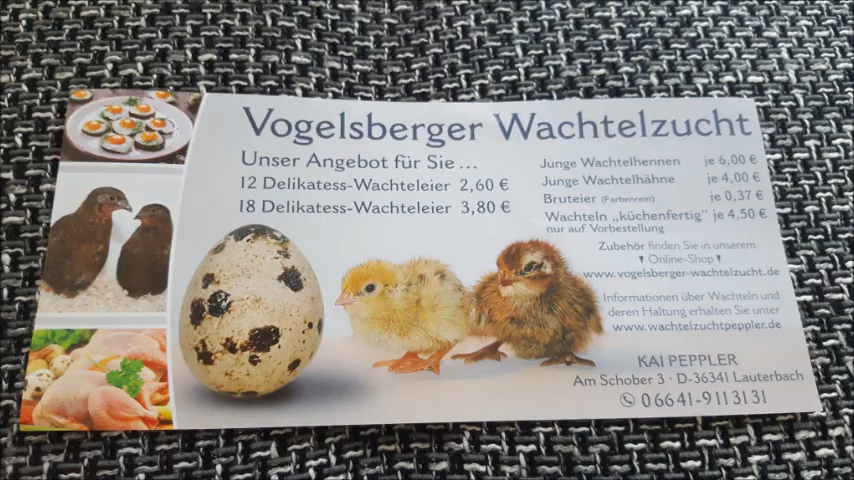 Vogelsberger Wachtelzucht
Unser Angebot für Sie ...
12 Delikatess-Wachteleier 2,60 €
18 Delikatess-Wachteleier 3,80 €
Junge Wachtelhennen je 6,00 €
Junge Wachtelhähne je 4,00 €
Bruteier (Farbenrein) je 0,37 €
Wachteln „küchenfertig" je 4,50 €
nur auf Vorbestellung
Zubehör finden Sie in unserem
Online-Shop
www.vogelsberger-wachtelzucht.de
Informationen über Wachteln und
deren Haltung erhalten Sie unter
www.wachtelzuchtpeppler.de
KAI PEPPLER
Am Schober 3 · D-36341 Lauterbach
06641-9113131